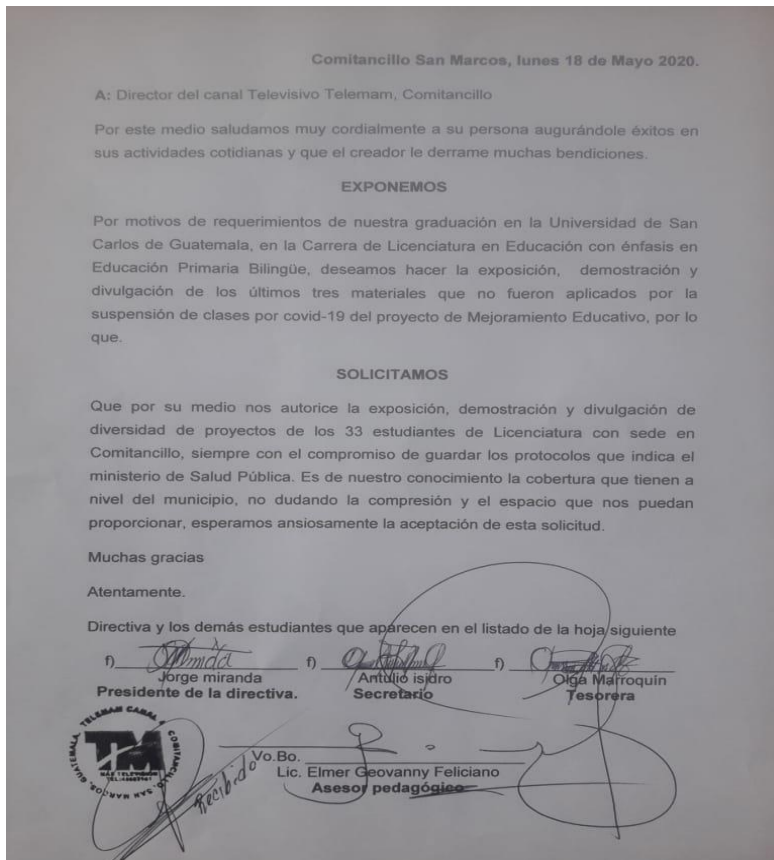 Comitancillo San Marcos, lunes 18 de Mayo 2020.
A: Director del canal Televisivo Telemam, Comitancillo
Por este medio saludamos muy cordialmente a su persona augurándole éxitos en
sus actividades cotidianas y que el creador le derrame muchas bendiciones.
EXPONEMOS
Por motivos de requerimientos de nuestra graduación en la Universidad de San
Carlos de Guatemala, en la Carrera de Licenciatura en Educación con énfasis en
Educación Primaria Bilingüe, deseamos hacer la exposición, demostración y
divulgación de los últimos tres materiales que no fueron aplicados por la
suspensión de clases por covid-19 del proyecto de Mejoramiento Educativo, por lo
que.
SOLICITAMOS
Que por su medio nos autorice la exposición, demostración y divulgación de
diversidad de proyectos de los 33 estudiantes de Licenciatura con sede en
Comitancillo, siempre con el compromiso de guardar los protocolos que indica el
ministerio de Salud Pública. Es de nuestro conocimiento la cobertura que tienen a
nivel del municipio, no dudando la compresión y el espacio que nos puedan
proporcionar, esperamos ansiosamente la aceptación de esta solicitud.
Muchas gracias
Atentamente.
Directiva y los demás estudiantes que aparecen en el listado de la hoja siguiente
f) f) f)
Jorge miranda Antulio isidro Olga Marroquin
Presidente de la directiva. Secretario Tesorera
TELEMAM CANAL COMITANCILLO, SAN MARCOS, GUATEMALA.
TM
MAS TELEVISION
Recibido
Vo.Bo.
Lic. Elmer Geovanny Feliciano
Asesor pedagógico